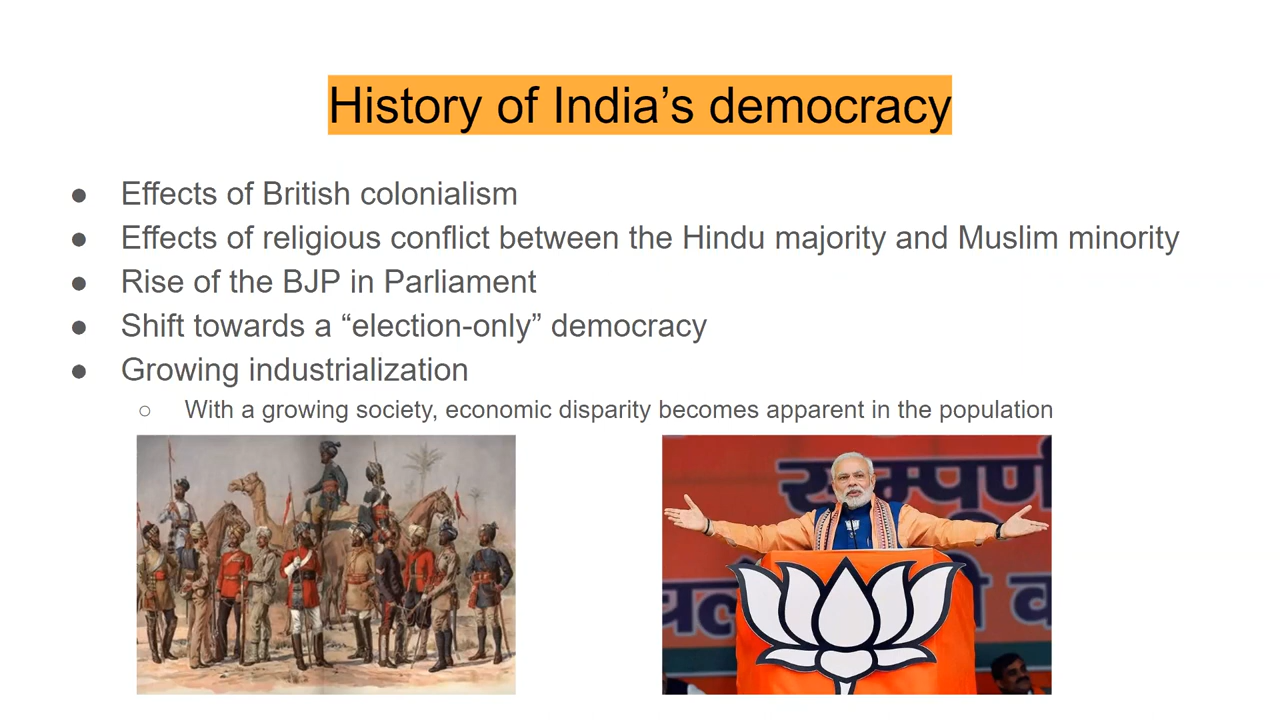 History of India’s democracy
● Effects of British colonialism
● Effects of religious conflict between the Hindu majority and Muslim minority
● Rise of the BJP in Parliament
● Shift towards a “election-only” democracy
● Growing industrialization
○ With a growing society, economic disparity becomes apparent in the population